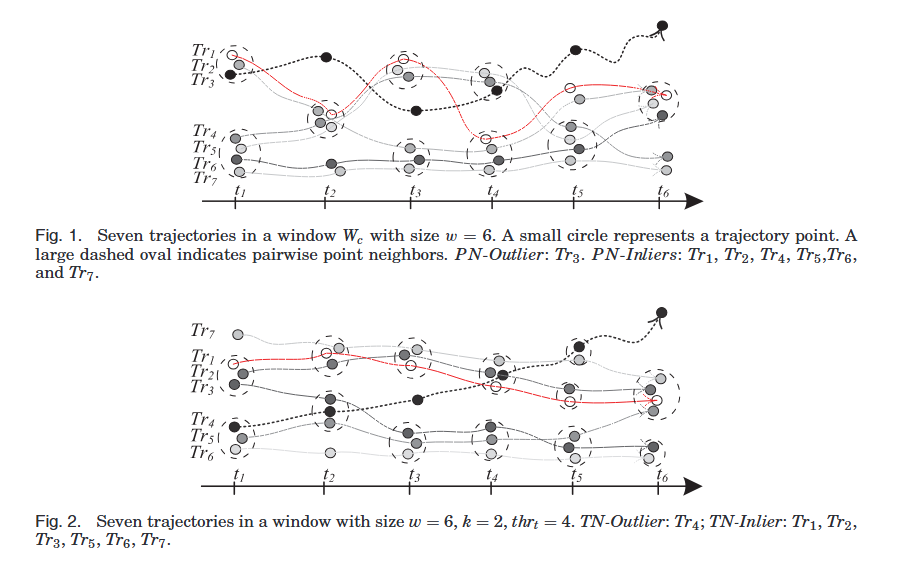 Tr1
Tr2
Tr3
Tr4
Tr5
Tr6
Tr7
t1 t2 t3 t4 t5 t6
Fig. 1. Seven trajectories in a window Wc with size w = 6. A small circle represents a trajectory point. A
large dashed oval indicates pairwise point neighbors. PN-Outlier: Tr3. PN-Inliers: Tr1, Tr2, Tr4, Tr5,Tr6,
and Tr7.
Tr7
Tr1
Tr2
Tr3
Tr4
Tr5
Tr6
t1 t2 t3 t4 t5 t6
Fig. 2. Seven trajectories in a window with size w = 6, k = 2, thrt = 4. TN-Outlier: Tr4; TN-Inlier: Tr1, Tr2,
Tr3, Tr5, Tr6, Tr7.